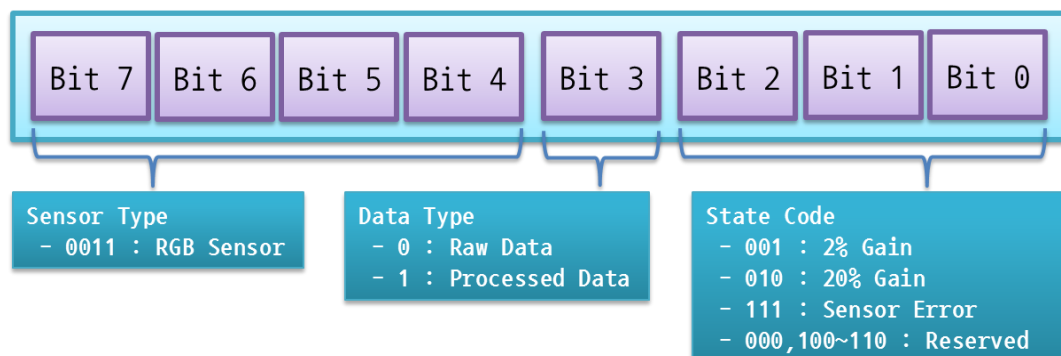 Bit 7 Bit 6 Bit 5 Bit 4 Bit 3 Bit 2 Bit 1 Bit 0
Sensor Type
- 0011 : RGB Sensor
Data Type
- 0 : Raw Data
- 1 : Processed Data
State Code
- 001 : 2% Gain
- 010 : 20% Gain
- 111 : Sensor Error
- 000,100~110 : Reserved